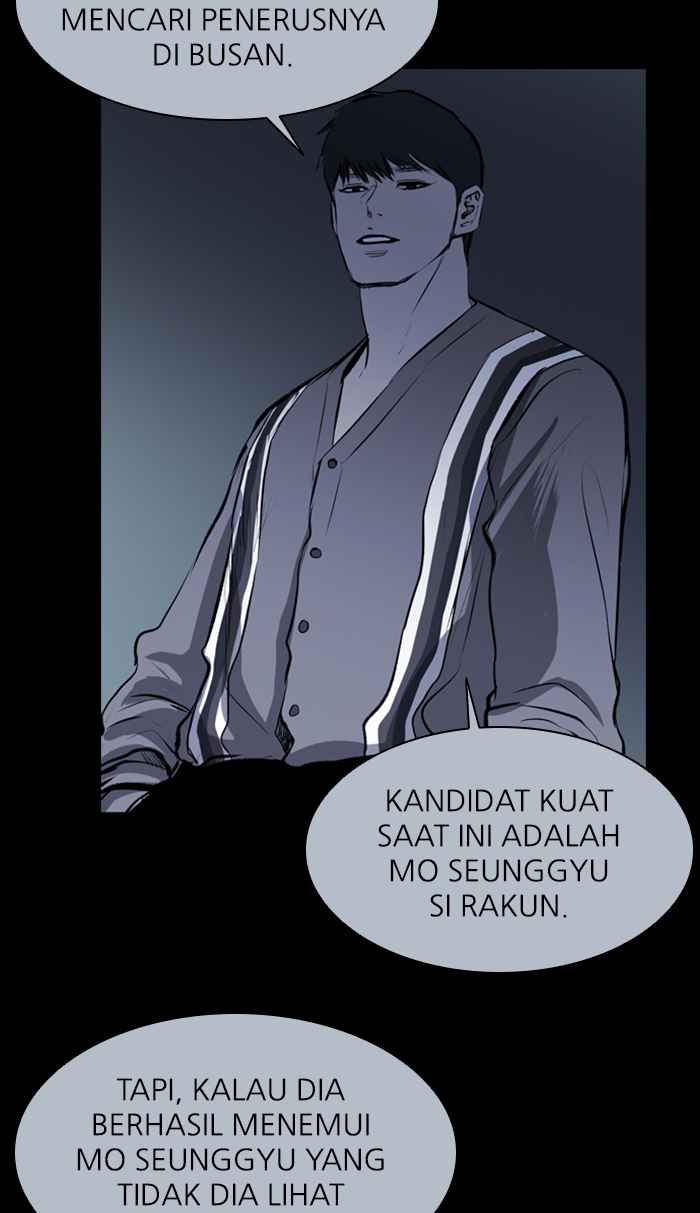 MENCARI PENERUSNYA
DI BUSAN.
KANDIDAT KUAT
SAAT INI ADALAH
MO SEUNGGYU
SI RAKUN.
TAPI, KALAU DIA
BERHASIL MENEMUI
MO SEUNGGYU YANG
TIDAK DIA LIHAT